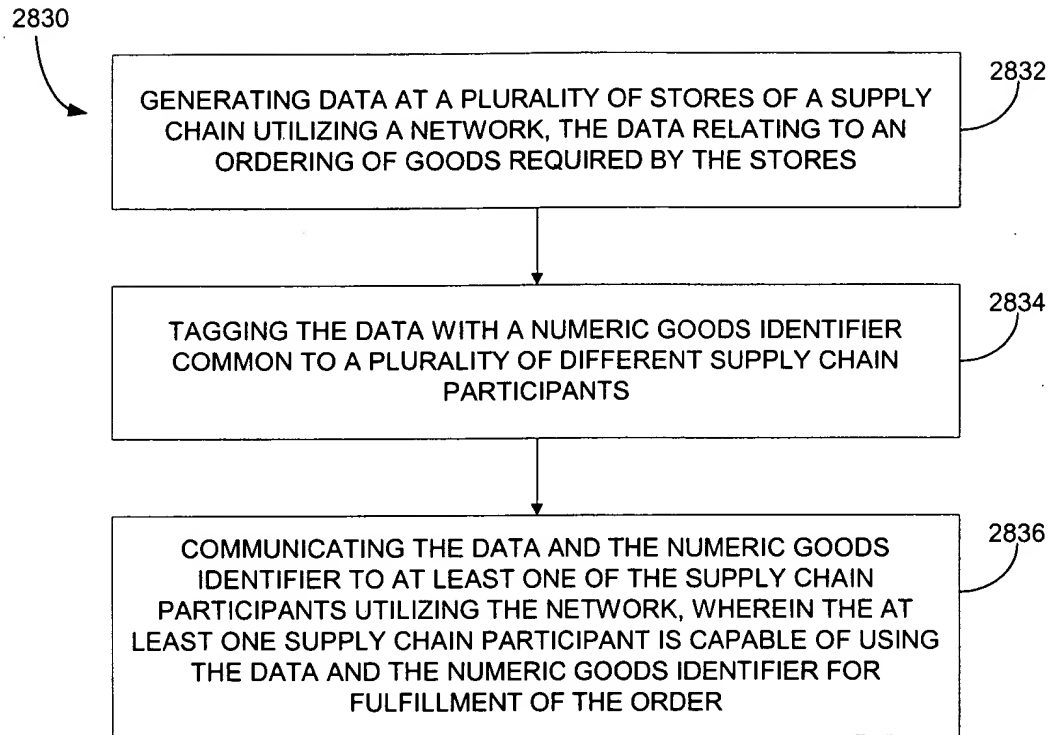 2830
2832
GENERATING DATA AT A PLURALITY OF STORES OF A SUPPLY
CHAIN UTILIZING A NETWORK, THE DATA RELATING TO AN
ORDERING OF GOODS REQUIRED BY THE STORES
2834
TAGGING THE DATA WITH A NUMERIC GOODS IDENTIFIER
COMMON TO A PLURALITY OF DIFFERENT SUPPLY CHAIN
PARTICIPANTS
2836
COMMUNICATING THE DATA AND THE NUMERIC GOODS
IDENTIFIER TO AT LEAST ONE OF THE SUPPLY CHAIN
PARTICIPANTS UTILIZING THE NETWORK, WHEREIN THE AT
LEAST ONE SUPPLY CHAIN PARTICIPANT IS CAPABLE OF USING
THE DATA AND THE NUMERIC GOODS IDENTIFIER FOR
FULFILLMENT OF THE ORDER